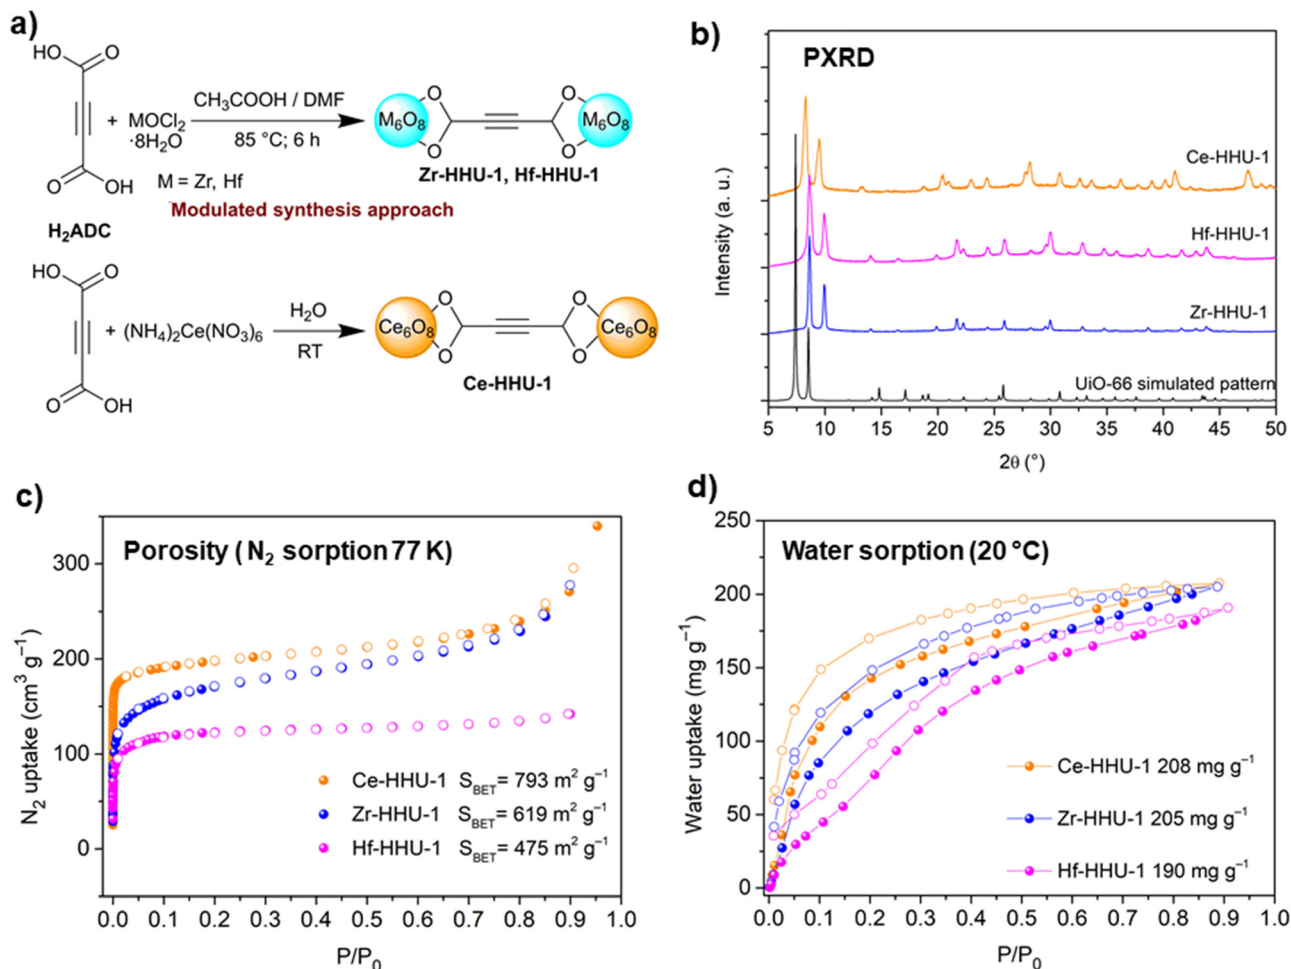 a)
HO
O
O
OH
H₂ADC
+ MOCl₂
·8H₂O
CH₃COOH / DMF
85 °C; 6 h
M = Zr, Hf
Modulated synthesis approach
M₆O₈
O
O
O
O
M₆O₈
Zr-HHU-1, Hf-HHU-1
HO
O
O
OH
+ (NH₄)₂Ce(NO₃)₆
H₂O
RT
Ce₆O₈
O
O
O
O
Ce₆O₈
Ce-HHU-1
b)
PXRD
Intensity (a. u.)
Ce-HHU-1
Hf-HHU-1
Zr-HHU-1
UiO-66 simulated pattern
5 10 15 20 25 30 35 40 45 50
2θ (°)
c)
Porosity ( N₂ sorption 77 K)
N₂ uptake (cm³ g⁻¹)
300
200
100
0
Ce-HHU-1 S_BET = 793 m² g⁻¹
Zr-HHU-1 S_BET = 619 m² g⁻¹
Hf-HHU-1 S_BET = 475 m² g⁻¹
0.0 0.1 0.2 0.3 0.4 0.5 0.6 0.7 0.8 0.9 1.0
P/P₀
d)
Water sorption (20 °C)
Water uptake (mg g⁻¹)
250
200
150
100
50
0
Ce-HHU-1 208 mg g⁻¹
Zr-HHU-1 205 mg g⁻¹
Hf-HHU-1 190 mg g⁻¹
0.0 0.1 0.2 0.3 0.4 0.5 0.6 0.7 0.8 0.9 1.0
P/P₀